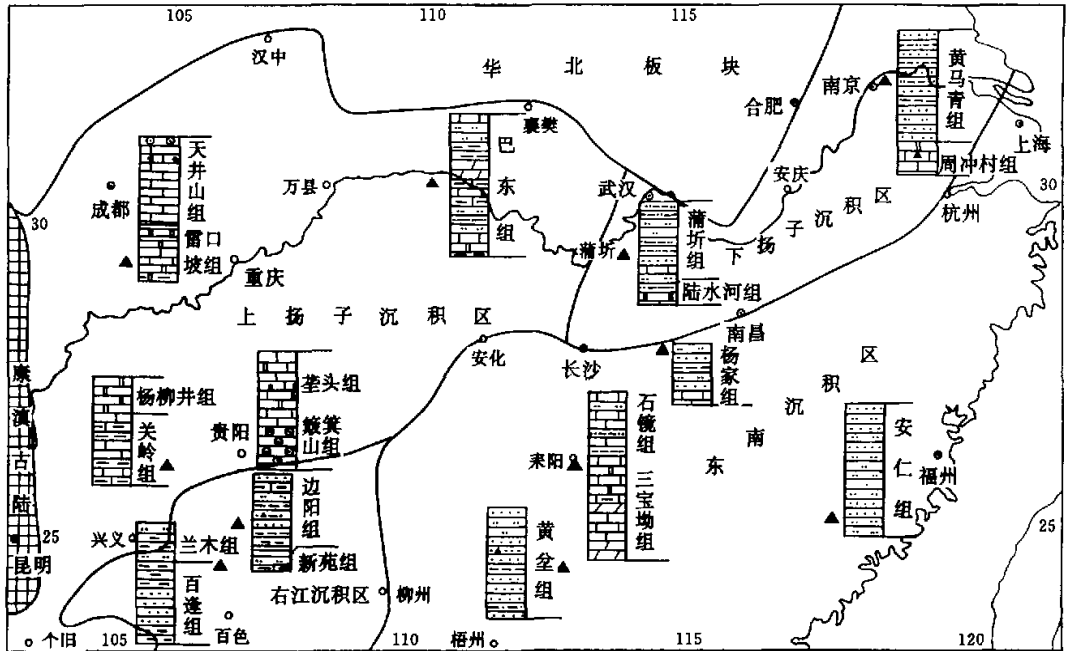 105
110
115
汉中
华北板块
襄樊
合肥
南京
黄马青组
周冲村组
上海
杭州
30
安庆
下扬子沉积区
武汉
蒲圻
蒲圻组
陆水河组
巴东组
万县
天井山组
雷口坡组
成都
30
重庆
上扬子沉积区
安化
长沙
南昌
杨家组
东南沉积区
康滇古陆
杨柳井组
关岭组
贵阳
垄头组
簸箕山组
边阳组
新苑组
石镜组
三宝坳组
耒阳
安仁组
福州
25
25
昆明
兴义
兰木组
百逢组
百色
右江沉积区
柳州
黄坌组
梧州
个旧
105
110
115
120